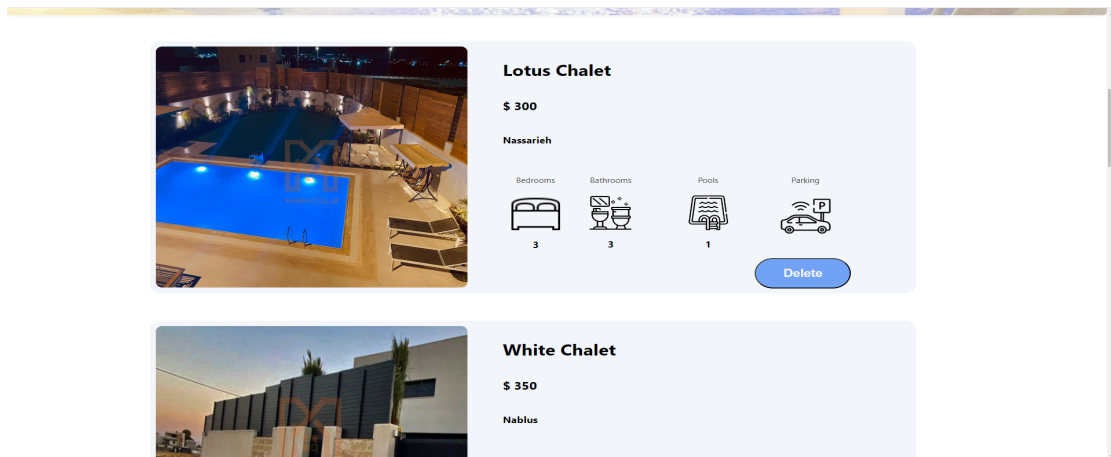 Lotus Chalet
$ 300
Nassarieh
Bedrooms Bathrooms Pools Parking
P
3 3 1
Delete
White Chalet
$ 350
Nablus